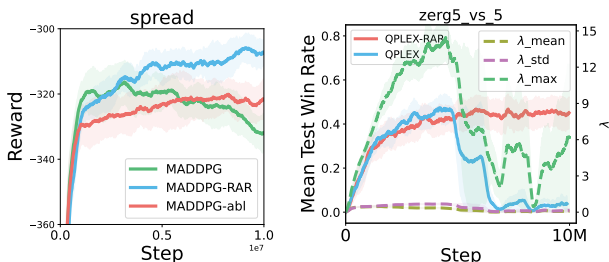 spread
Reward
−300
−320
−340
−360
MADDPG
MADDPG-RAR
MADDPG-abl
0.0
0.5
1.0
1e7
Step
zerg5_vs_5
Mean Test Win Rate
0.8
0.6
0.4
0.2
0.0
QPLEX-RAR
QPLEX
λ_mean
λ_std
λ_max
15
12
9
6
3
0
λ
0
10M
Step